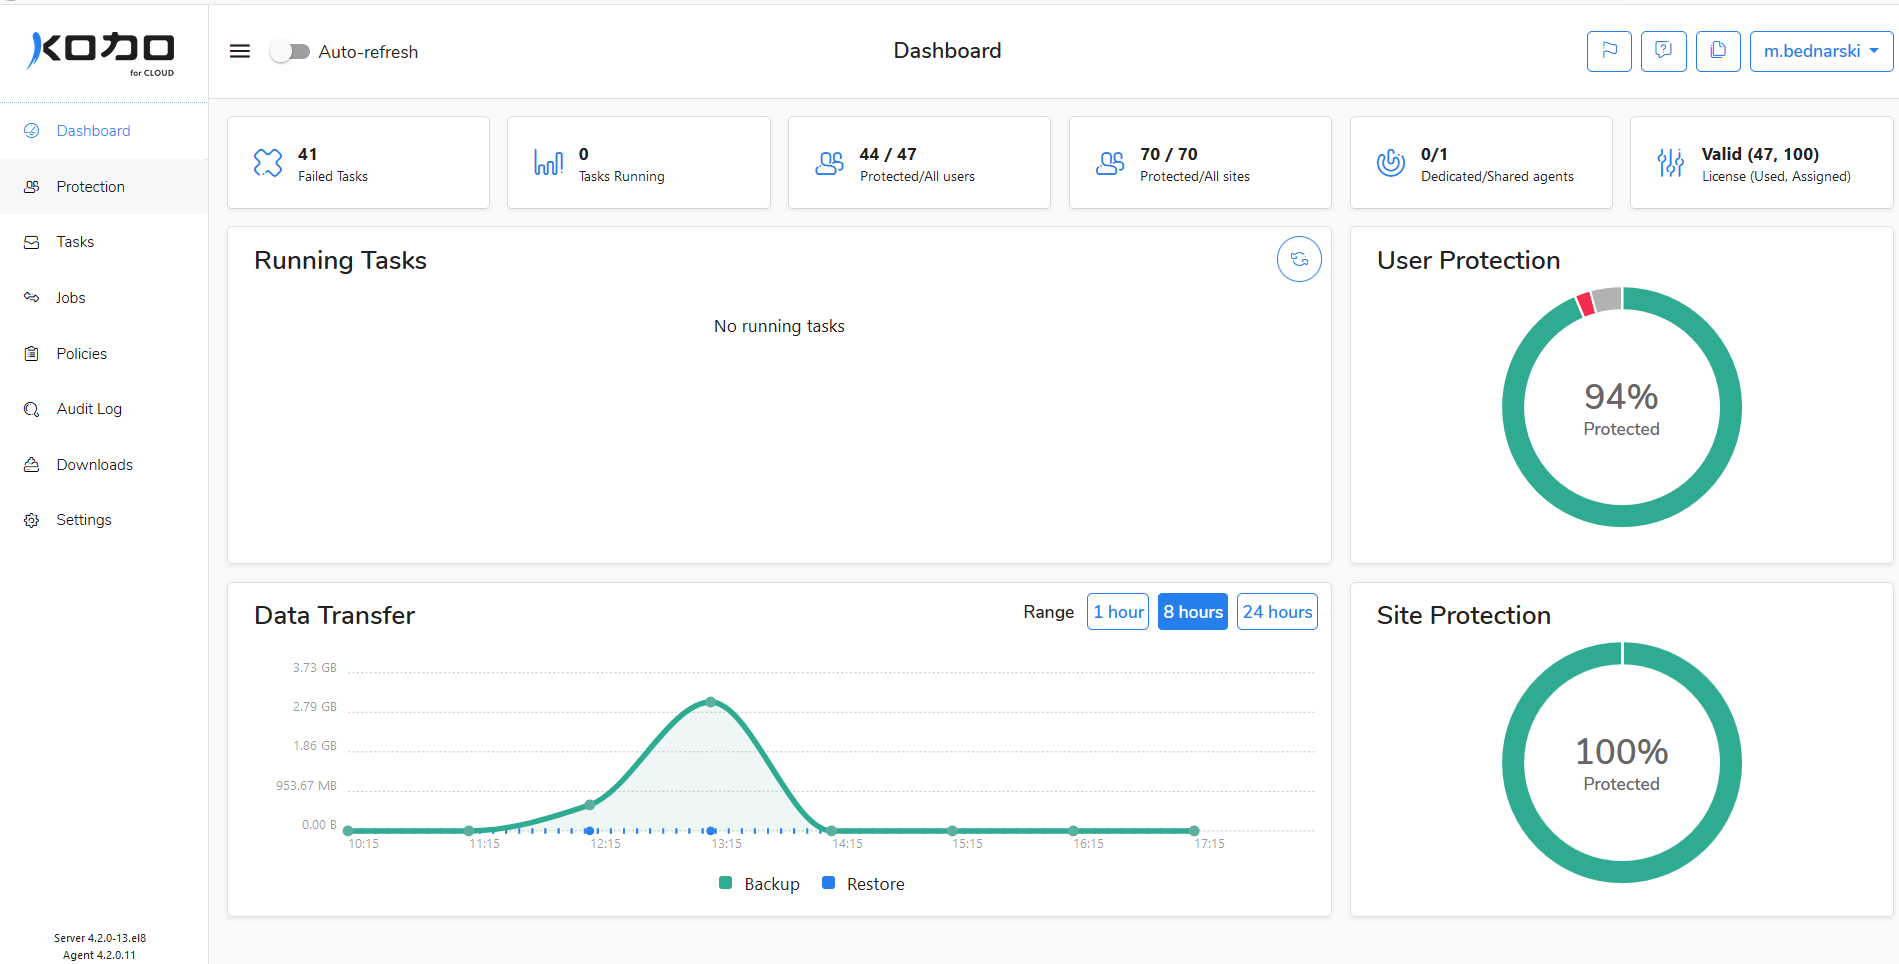 KODO
for CLOUD
Auto-refresh
Dashboard
m.bednarski
Dashboard
Protection
Tasks
Jobs
Policies
Audit Log
Downloads
Settings
Server 4.2.0-13.el8
Agent 4.2.0.11
41
Failed Tasks
0
Tasks Running
44 / 47
Protected/All users
70 / 70
Protected/All sites
0/1
Dedicated/Shared agents
Valid (47, 100)
License (Used, Assigned)
Running Tasks
No running tasks
User Protection
94%
Protected
Data Transfer
Range 1 hour 8 hours 24 hours
3.73 GB
2.79 GB
1.86 GB
953.67 MB
0.00 B
10:15 11:15 12:15 13:15 14:15 15:15 16:15 17:15
Backup Restore
Site Protection
100%
Protected